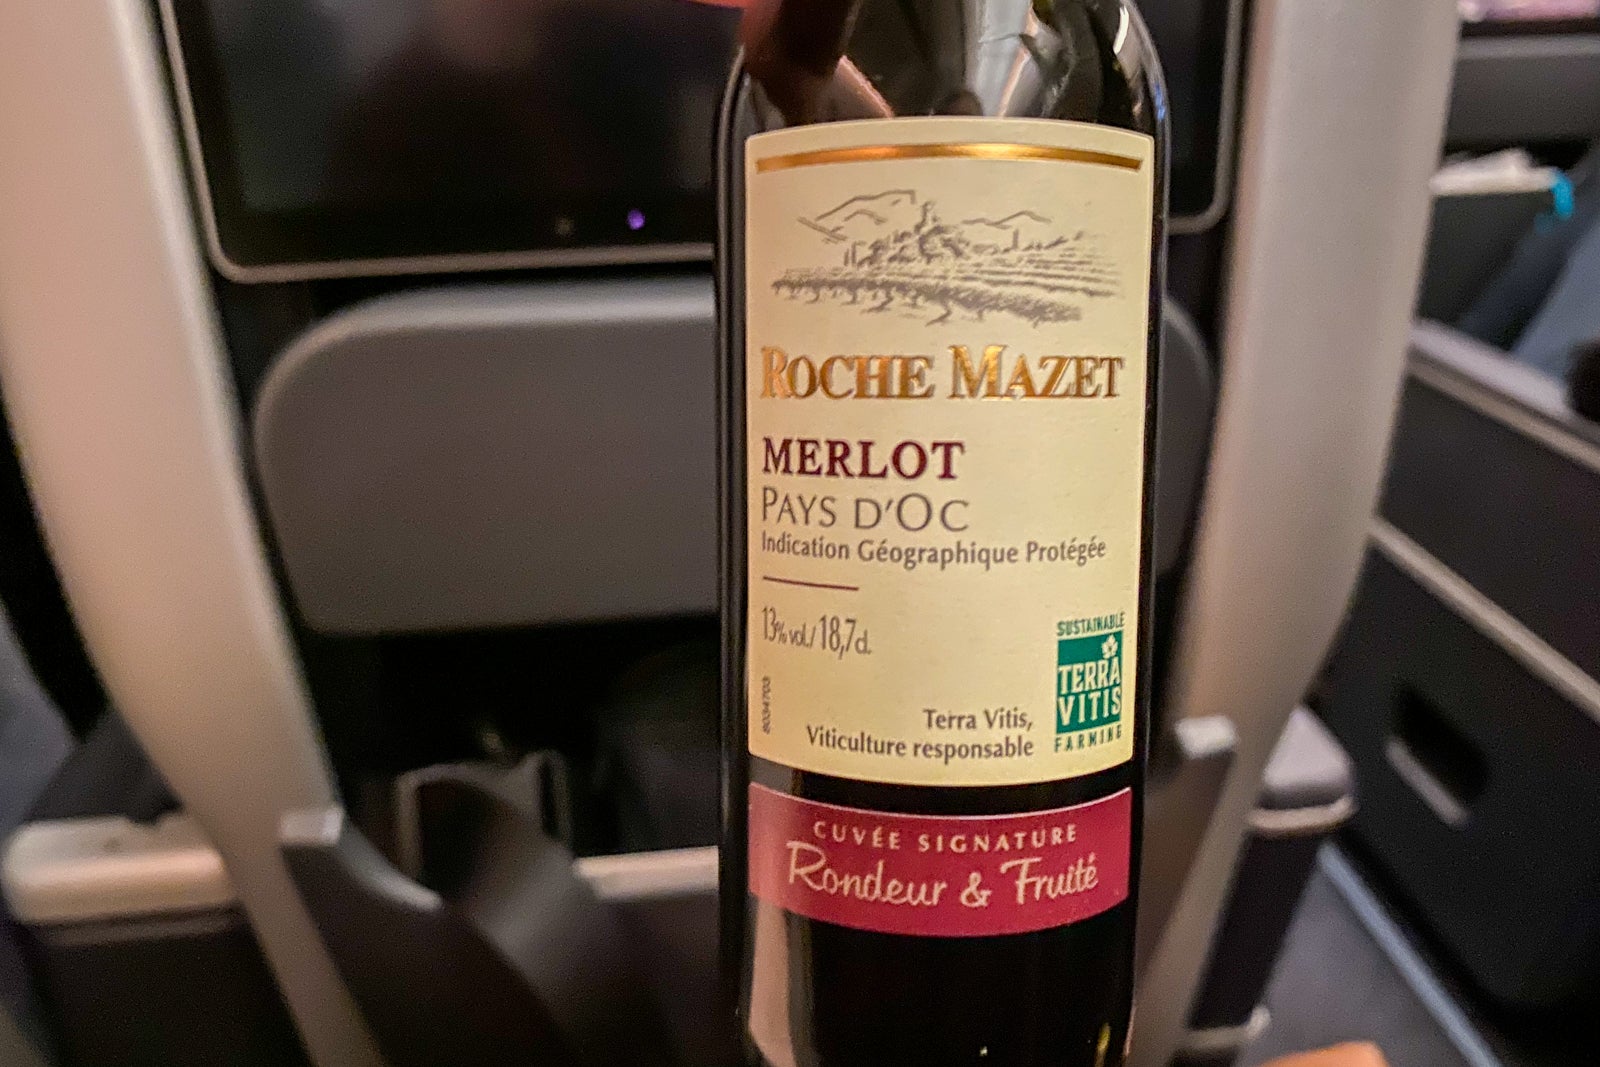 ROCHE MAZET
MERLOT
PAYS D'OC
Indication Géographique Protégée
13% vol./ 18,7cl.
8034703
SUSTAINABLE
TERRA
VITIS
FARMING
Terra Vitis,
Viticulture responsable
CUVÉE SIGNATURE
Rondeur & Fruité